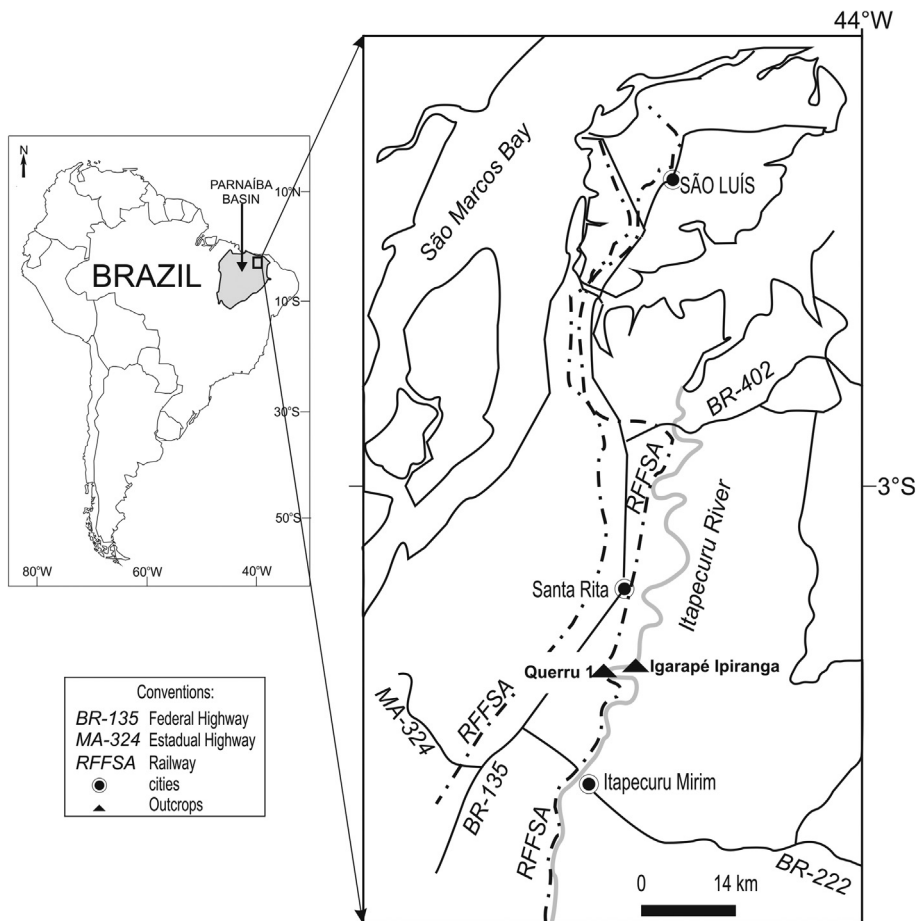 44°W
N
PARNAÍBA
BASIN
10°N
BRAZIL
10°S
30°S
50°S
80°W
60°W
40°W
São Marcos Bay
SÃO LUÍS
BR-402
RFFSA
3°S
Itapecuru River
Santa Rita
Querru 1
Igarapé Ipiranga
MA-324
RFFSA
BR-135
Itapecuru Mirim
RFFSA
BR-222
0 14 km
Conventions:
BR-135 Federal Highway
MA-324 Estadual Highway
RFFSA Railway
cities
Outcrops